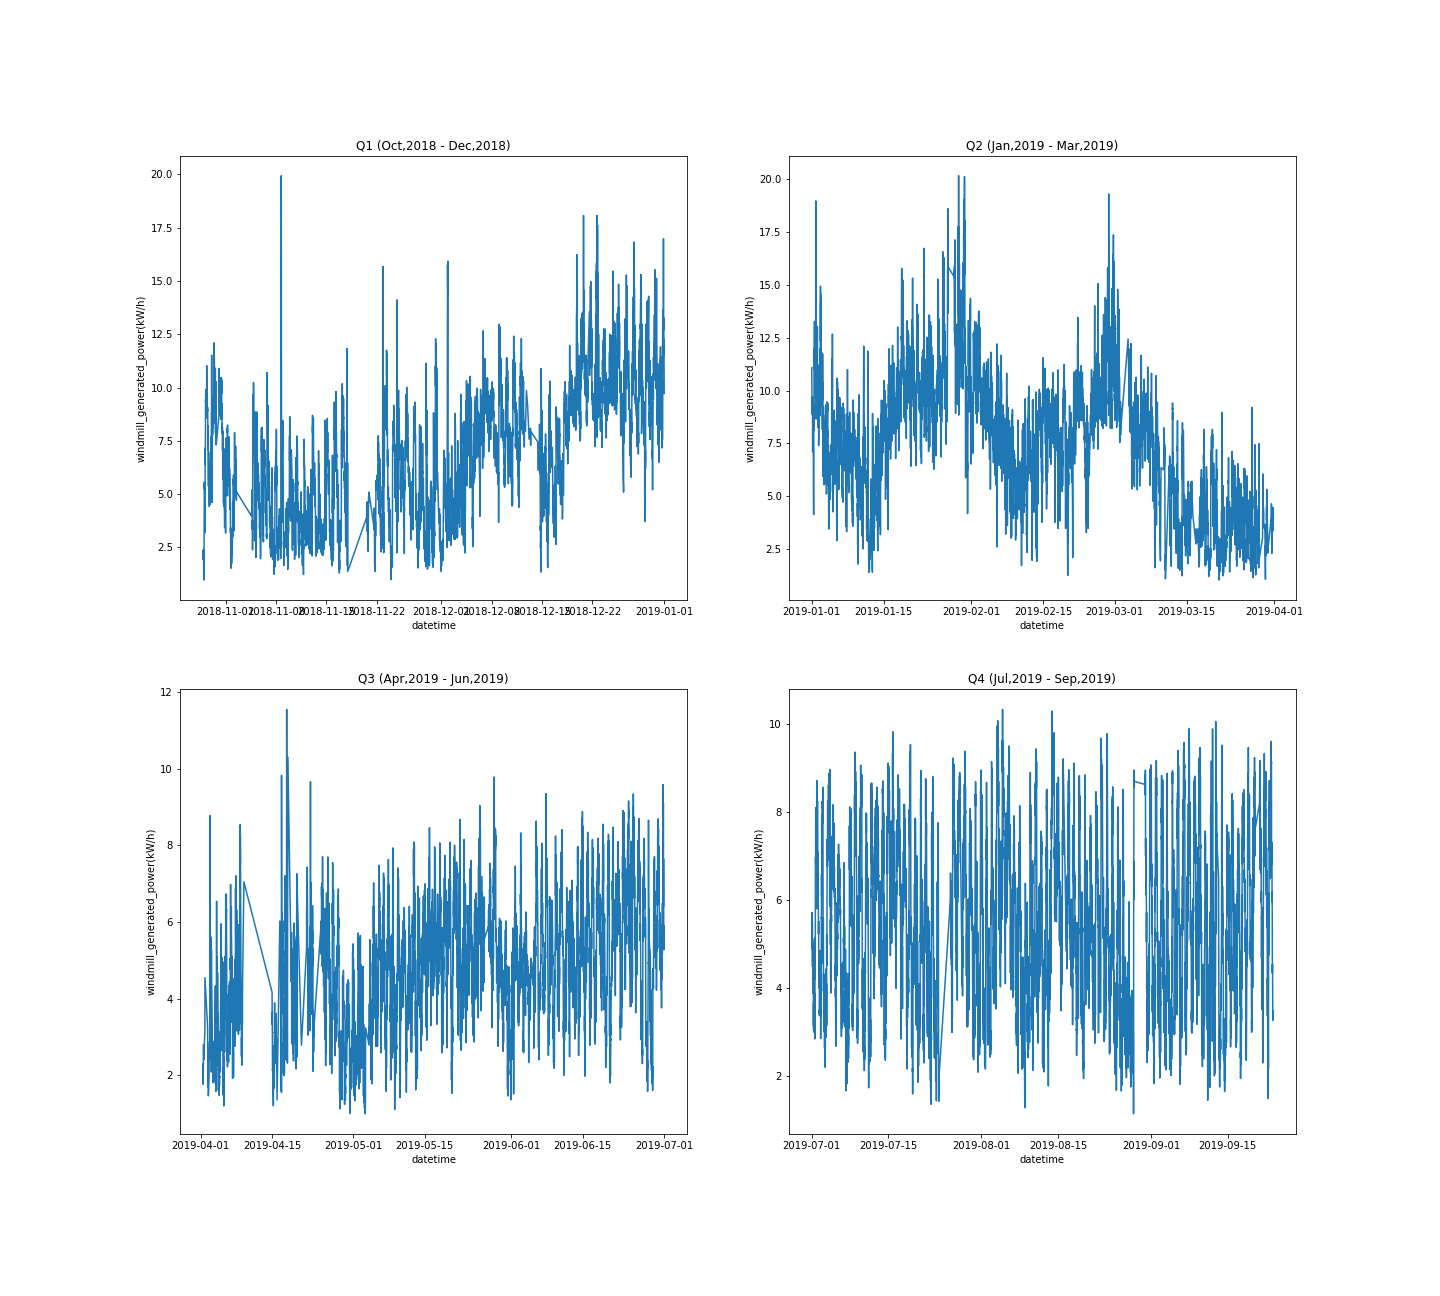 Q1 (Oct,2018 - Dec,2018)
windmill_generated_power(kW/h)
20.0
17.5
15.0
12.5
10.0
7.5
5.0
2.5
2018-11-01 2018-11-08 2018-11-15 2018-11-22 2018-12-01 2018-12-08 2018-12-15 2018-12-22 2019-01-01
datetime
Q2 (Jan,2019 - Mar,2019)
windmill_generated_power(kW/h)
20.0
17.5
15.0
12.5
10.0
7.5
5.0
2.5
2019-01-01 2019-01-15 2019-02-01 2019-02-15 2019-03-01 2019-03-15 2019-04-01
datetime
Q3 (Apr,2019 - Jun,2019)
windmill_generated_power(kW/h)
12
10
8
6
4
2
2019-04-01 2019-04-15 2019-05-01 2019-05-15 2019-06-01 2019-06-15 2019-07-01
datetime
Q4 (Jul,2019 - Sep,2019)
windmill_generated_power(kW/h)
10
8
6
4
2
2019-07-01 2019-07-15 2019-08-01 2019-08-15 2019-09-01 2019-09-15
datetime